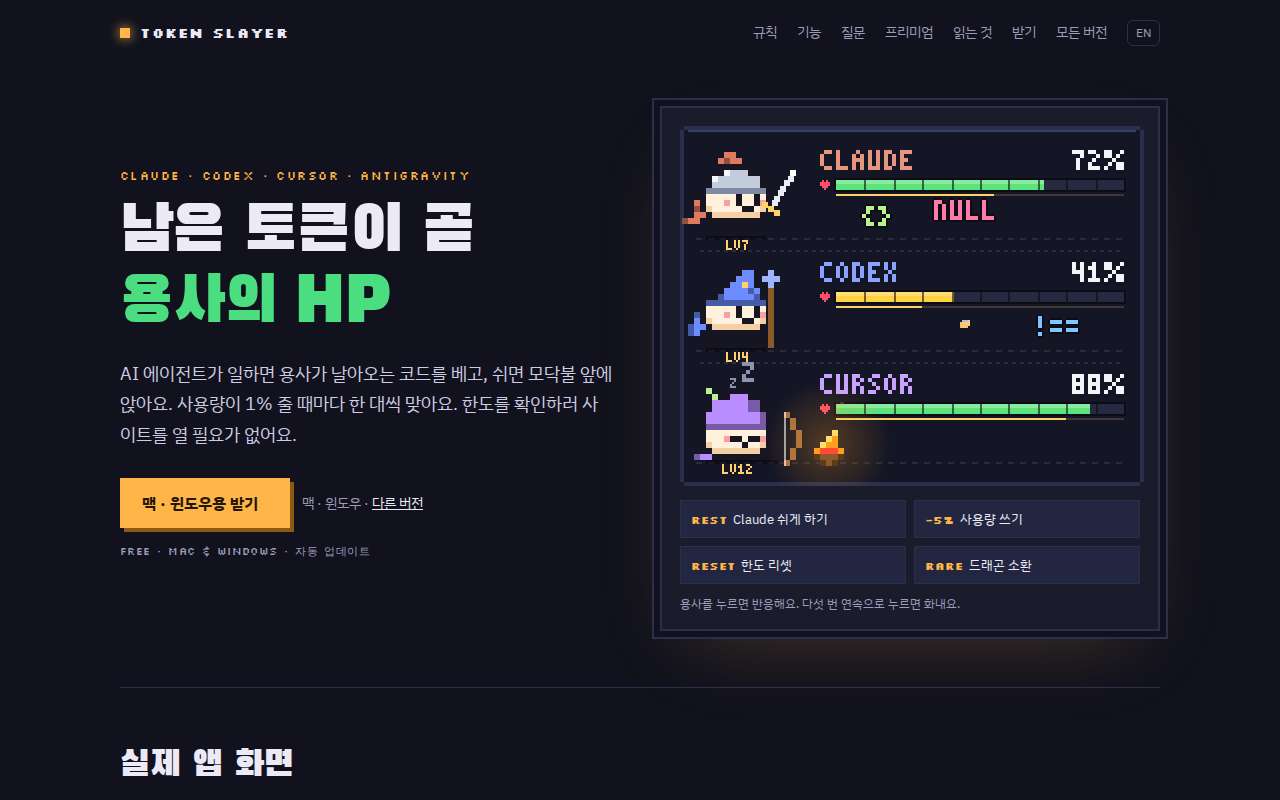 TOKEN SLAYER
규칙 기능 질문 프리미엄 읽는 것 받기 모든 버전 EN
CLAUDE · CODEX · CURSOR · ANTIGRAVITY
남은 토큰이 곧
용사의 HP
AI 에이전트가 일하면 용사가 날아오는 코드를 베고, 쉬면 모닥불 앞에
앉아요. 사용량이 1% 줄 때마다 한 대씩 맞아요. 한도를 확인하러 사
이트를 열 필요가 없어요.
맥 · 윈도우용 받기
맥 · 윈도우 · 다른 버전
FREE · MAC & WINDOWS · 자동 업데이트
CLAUDE 72%
{} NULL
LV7
CODEX 41%
!==
LV4
z Z
CURSOR 88%
LV12
REST Claude 쉬게 하기
-5% 사용량 쓰기
RESET 한도 리셋
RARE 드래곤 소환
용사를 누르면 반응해요. 다섯 번 연속으로 누르면 화내요.
실제 앱 화면